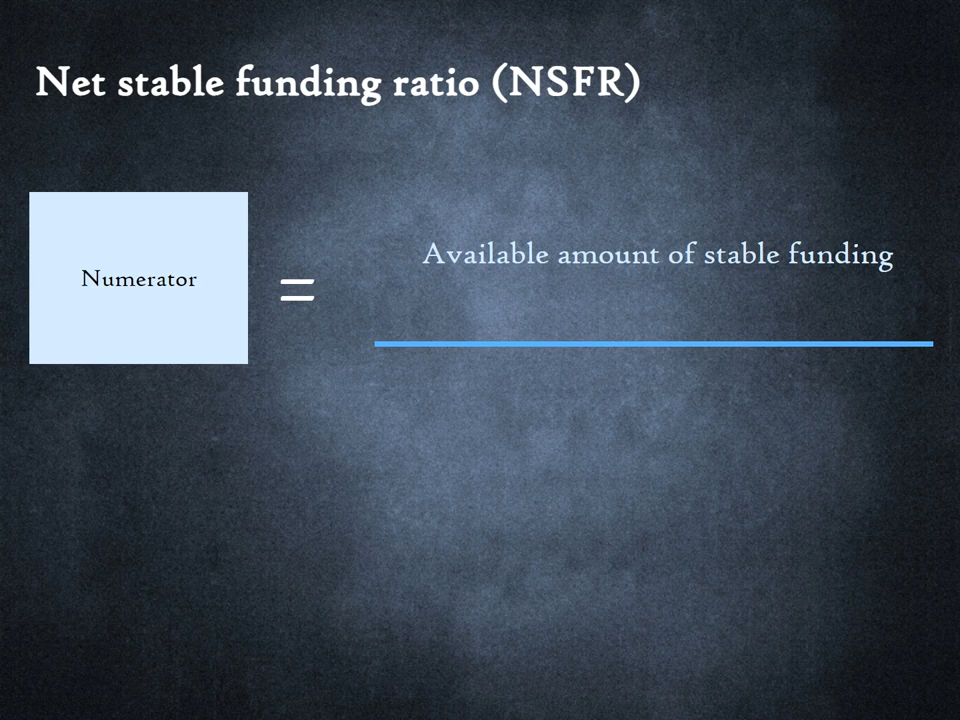 Net stable funding ratio (NSFR)
Numerator
=
Available amount of stable funding